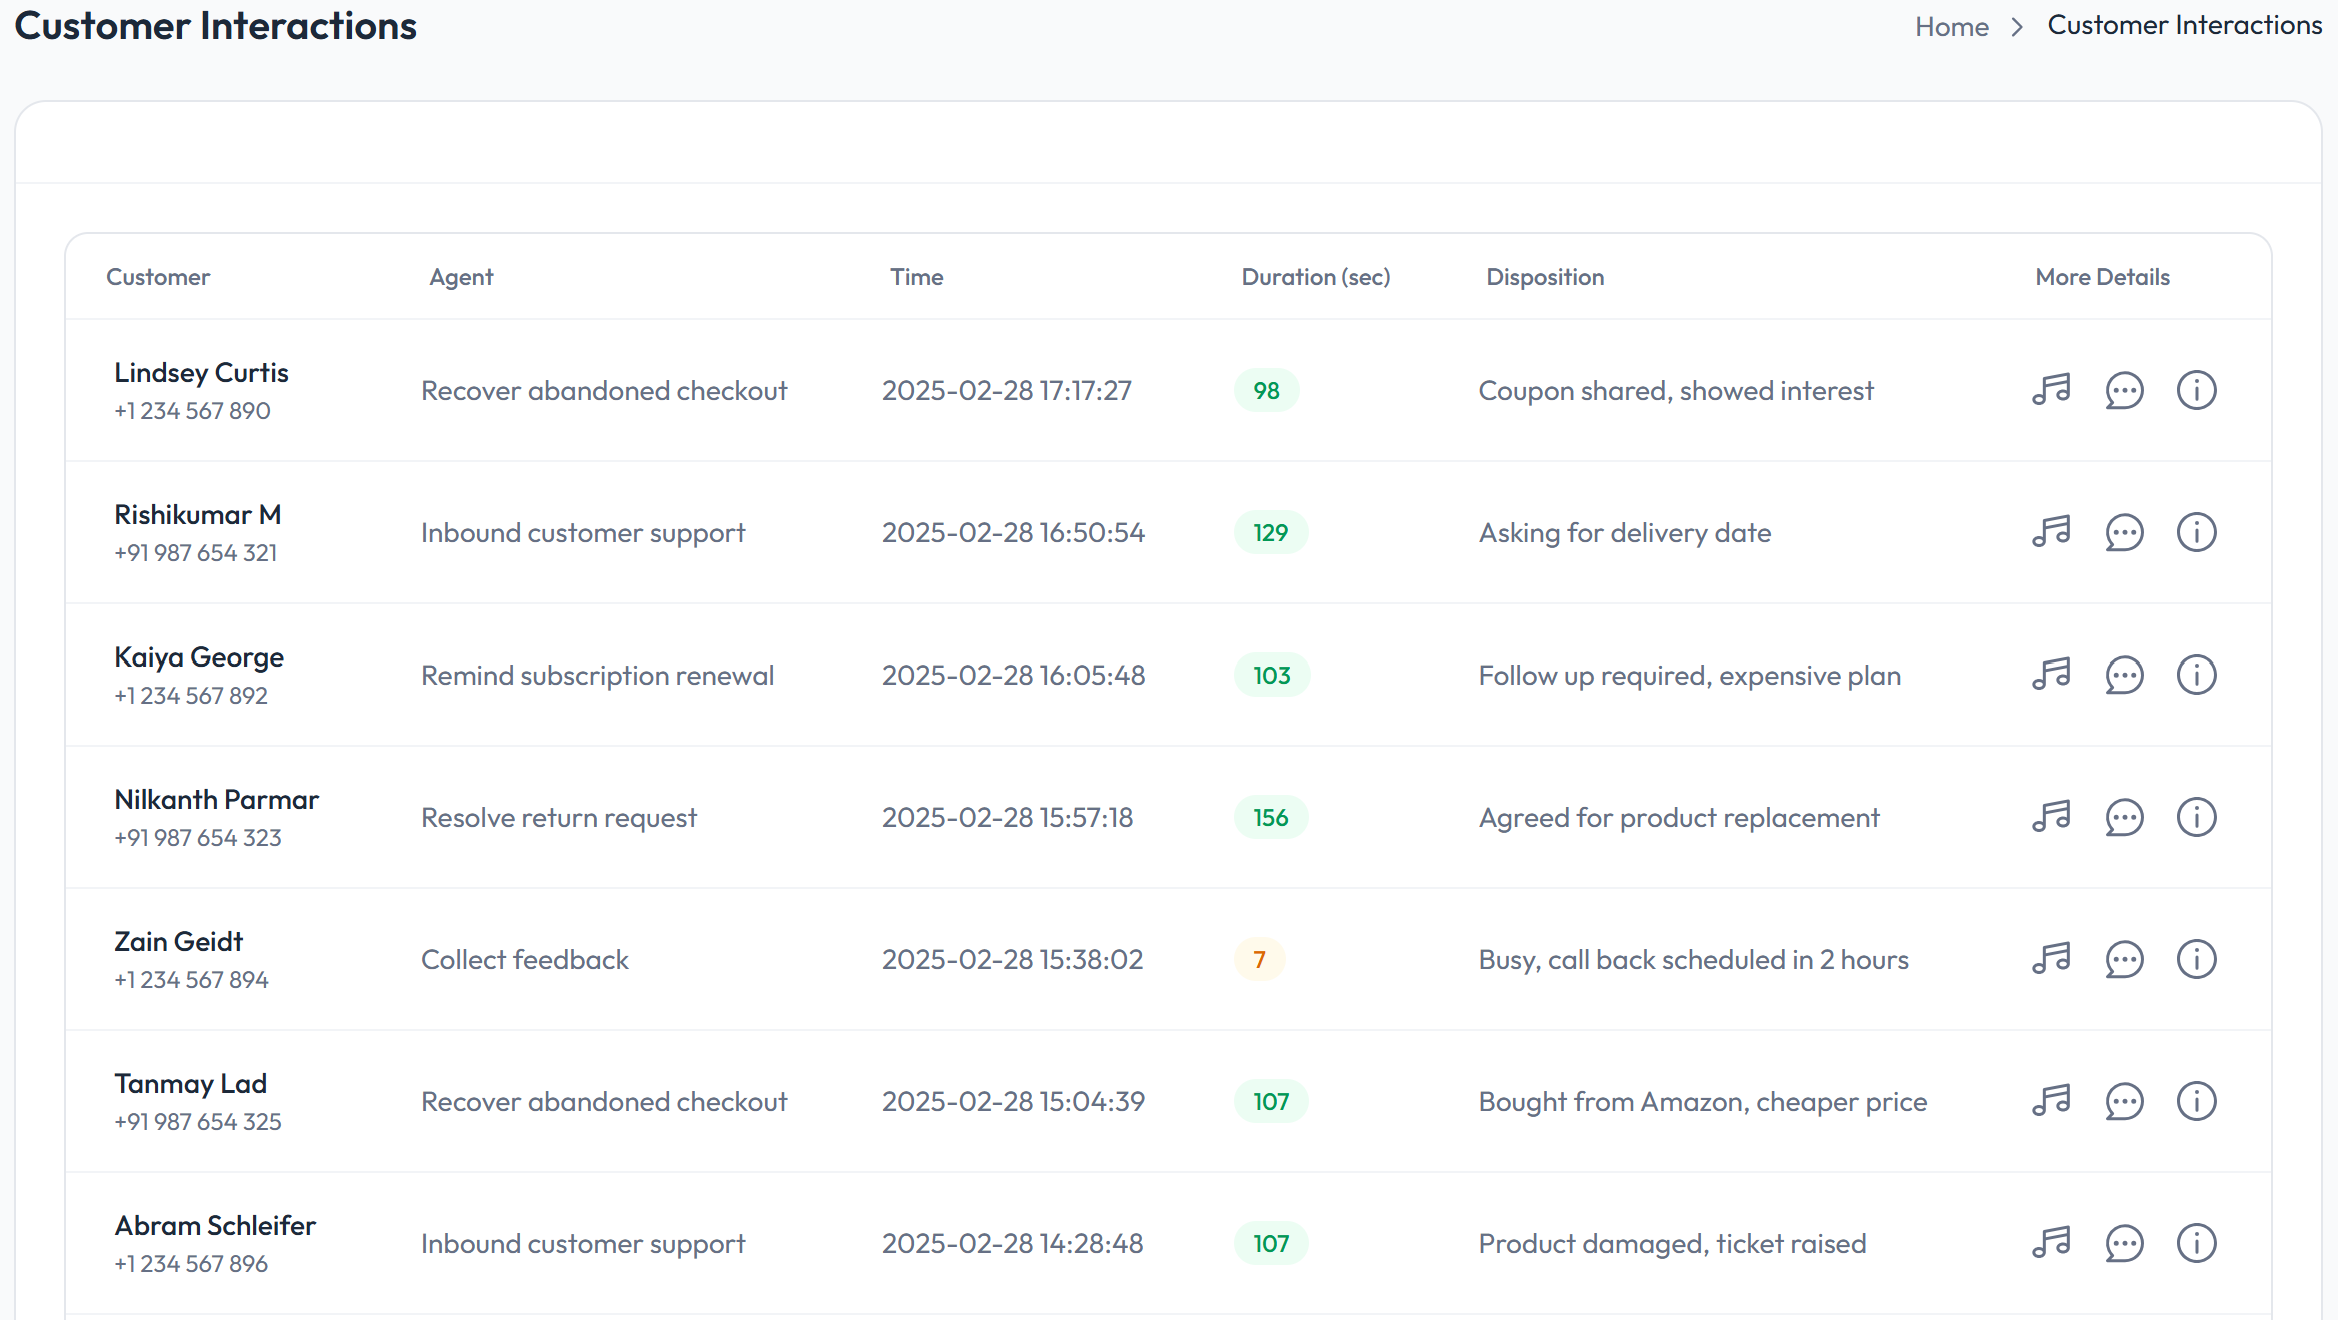 Customer Interactions
Home > Customer Interactions
Customer Agent Time Duration (sec) Disposition More Details
Lindsey Curtis
+1 234 567 890
Recover abandoned checkout 2025-02-28 17:17:27 98 Coupon shared, showed interest
Rishikumar M
+91 987 654 321
Inbound customer support 2025-02-28 16:50:54 129 Asking for delivery date
Kaiya George
+1 234 567 892
Remind subscription renewal 2025-02-28 16:05:48 103 Follow up required, expensive plan
Nilkanth Parmar
+91 987 654 323
Resolve return request 2025-02-28 15:57:18 156 Agreed for product replacement
Zain Geidt
+1 234 567 894
Collect feedback 2025-02-28 15:38:02 7 Busy, call back scheduled in 2 hours
Tanmay Lad
+91 987 654 325
Recover abandoned checkout 2025-02-28 15:04:39 107 Bought from Amazon, cheaper price
Abram Schleifer
+1 234 567 896
Inbound customer support 2025-02-28 14:28:48 107 Product damaged, ticket raised